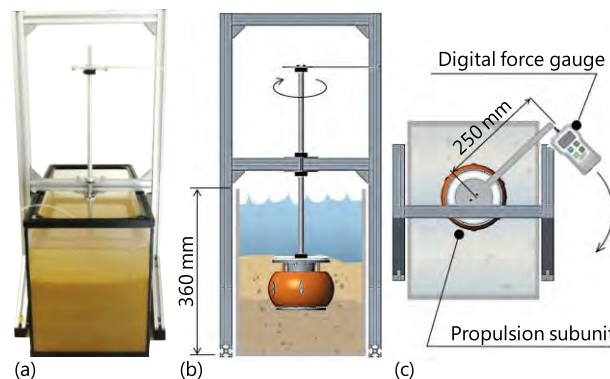 Digital force gauge
250 mm
360 mm
Propulsion subunit
(a)
(b)
(c)